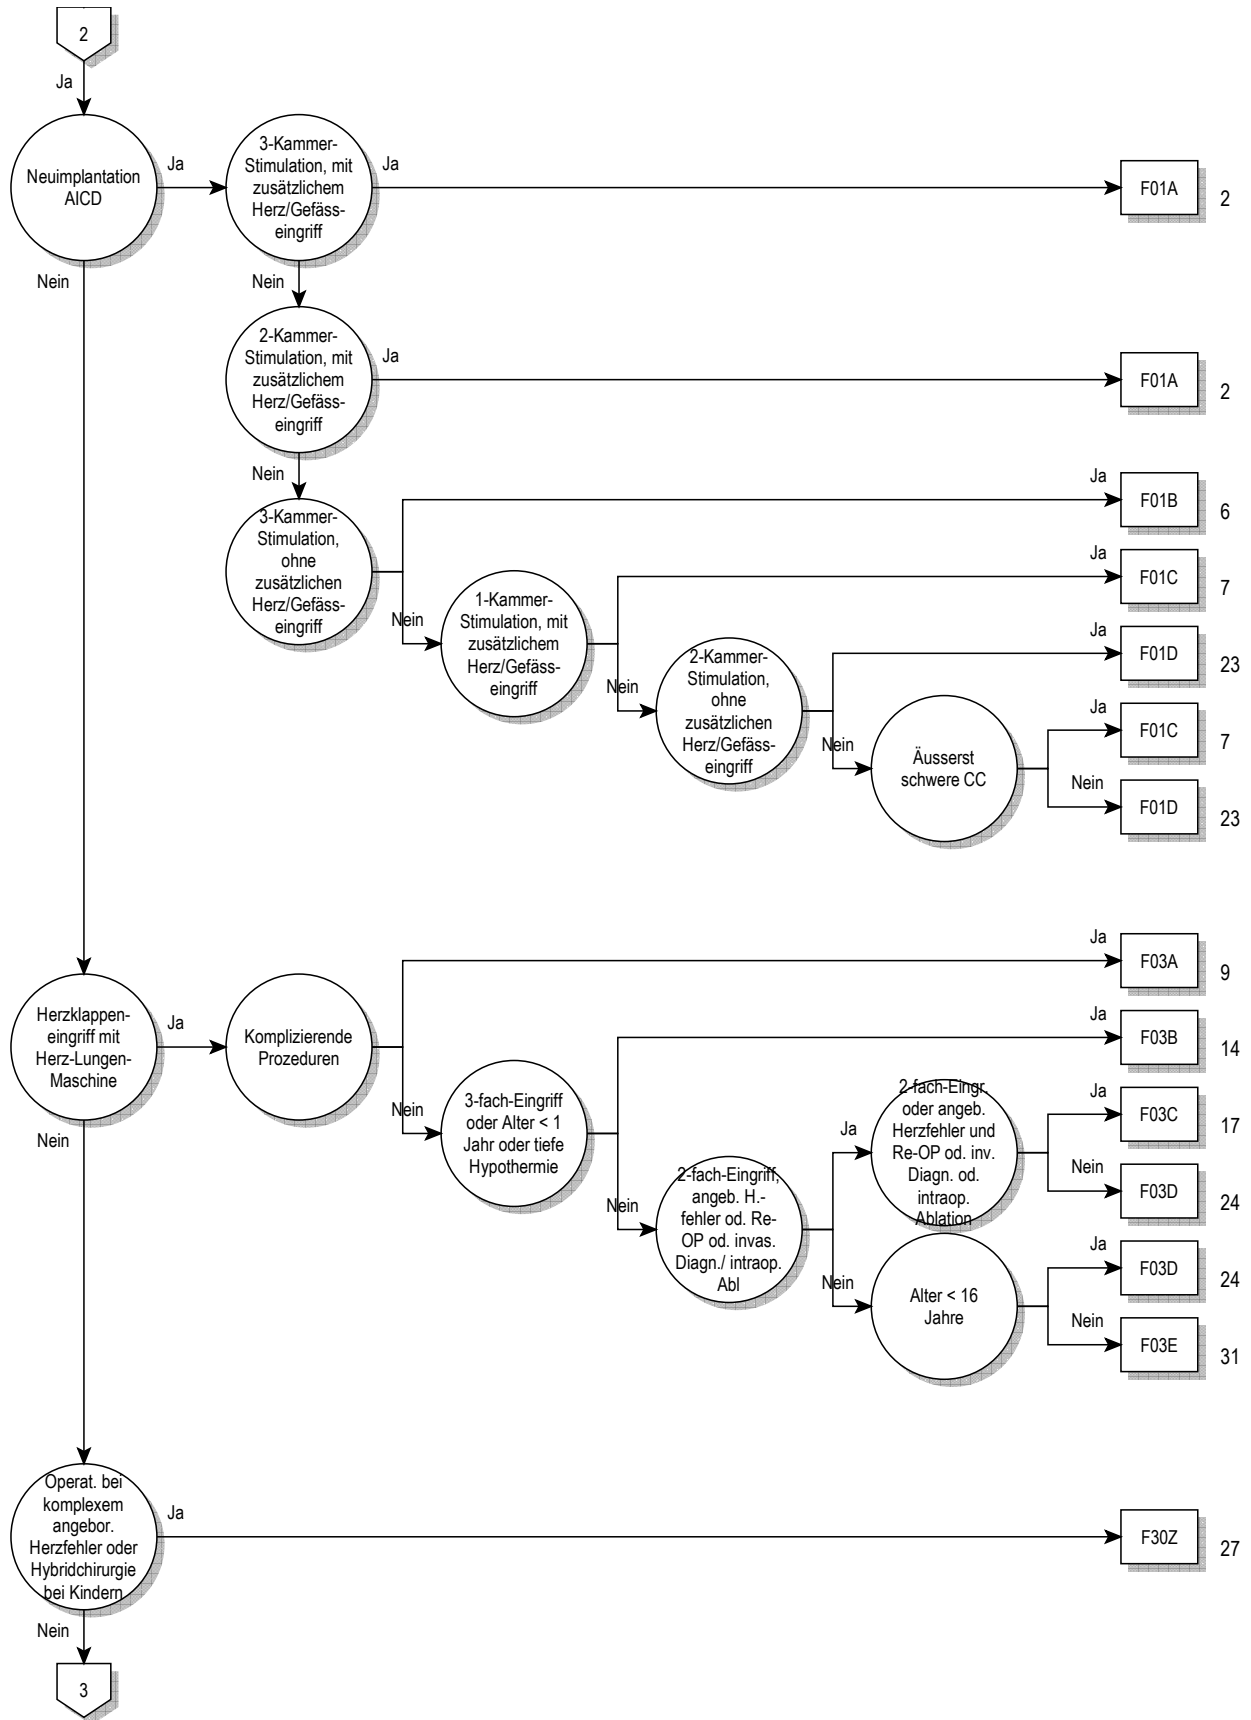 2
Ja
Neuimplantation
AICD
Ja
3-Kammer-
Stimulation, mit
zusätzlichem
Herz/Gefäss-
eingriff
Ja
F01A
2
Nein
Nein
2-Kammer-
Stimulation, mit
zusätzlichem
Herz/Gefäss-
eingriff
Ja
F01A
2
Nein
3-Kammer-
Stimulation,
ohne
zusätzlichen
Herz/Gefäss-
eingriff
Ja
F01B
6
Nein
1-Kammer-
Stimulation, mit
zusätzlichem
Herz/Gefäss-
eingriff
Ja
F01C
7
Nein
2-Kammer-
Stimulation,
ohne
zusätzlichen
Herz/Gefäss-
eingriff
Ja
F01D
23
Nein
Äusserst
schwere CC
Ja
F01C
7
Nein
F01D
23
Herzklappen-
eingriff mit
Herz-Lungen-
Maschine
Ja
Komplizierende
Prozeduren
Ja
F03A
9
Nein
Nein
3-fach-Eingriff
oder Alter < 1
Jahr oder tiefe
Hypothermie
Ja
F03B
14
Nein
2-fach-Eingriff,
angeb. H.-
fehler od. Re-
OP od. invas.
Diagn./ intraop.
Abl
Ja
2-fach-Eingr.
oder angeb.
Herzfehler und
Re-OP od. inv.
Diagn. od.
intraop.
Ablation
Ja
F03C
17
Nein
F03D
24
Nein
Alter < 16
Jahre
Ja
F03D
24
Nein
F03E
31
Operat. bei
komplexem
angebor.
Herzfehler oder
Hybridchirurgie
bei Kindern
Ja
F30Z
27
Nein
3